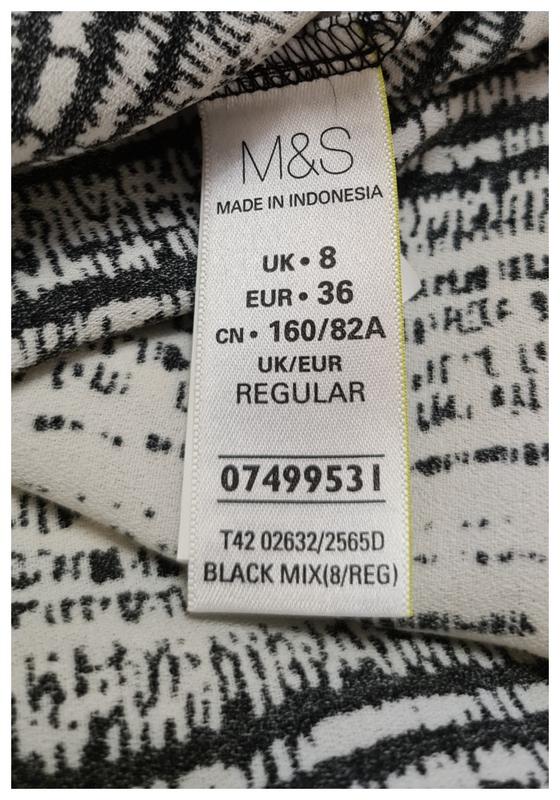 M&S
MADE IN INDONESIA
UK • 8
EUR • 36
CN • 160/82A
UK/EUR
REGULAR
07499531
T42 02632/2565D
BLACK MIX(8/REG)